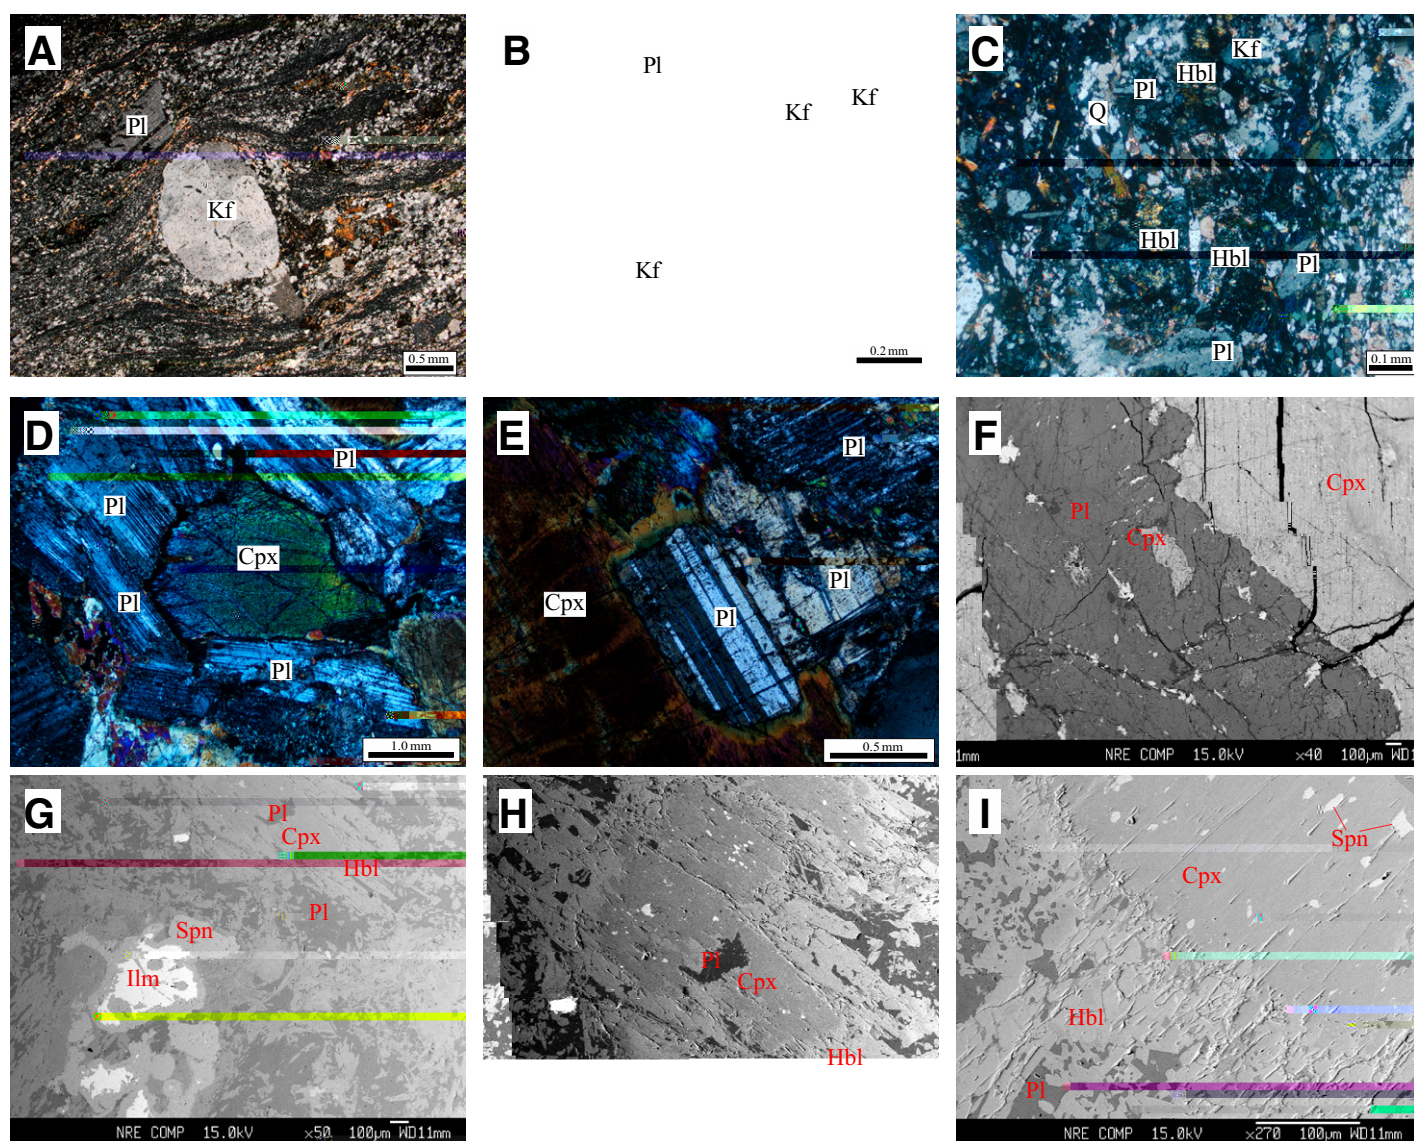 A
Pl
Kf
0.5 mm
B
Pl
Kf
Kf
Kf
0.2 mm
C
Kf
Hbl
Pl
Q
Hbl
Hbl
Pl
Pl
0.1 mm
D
Pl
Pl
Cpx
Pl
Pl
1.0 mm
E
Pl
Pl
Cpx
Pl
0.5 mm
F
Cpx
Pl
Cpx
1mm NRE COMP 15.0kV ×40 100µm WD1
G
Pl
Cpx
Hbl
Pl
Spn
Ilm
NRE COMP 15.0kV ×50 100µm WD11mm
H
Pl
Cpx
Hbl
I
Spn
Cpx
Hbl
Pl
NRE COMP 15.0kV ×270 100µm WD11mm